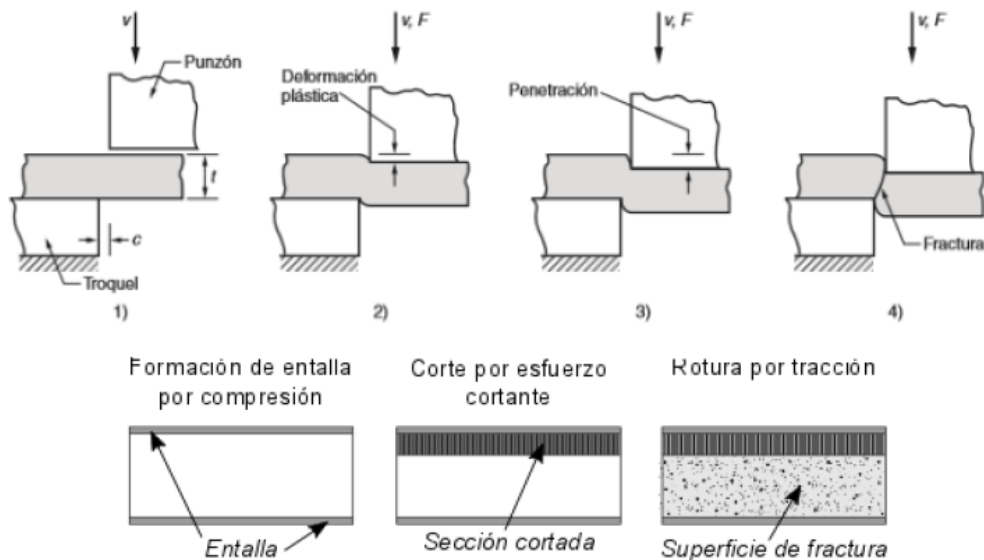 v
v, F
v, F
v, F
Punzón
Deformación
plástica
Penetración
t
c
Fractura
Troquel
1)
2)
3)
4)
Formación de entalla
por compresión
Corte por esfuerzo
cortante
Rotura por tracción
Entalla
Sección cortada
Superficie de fractura